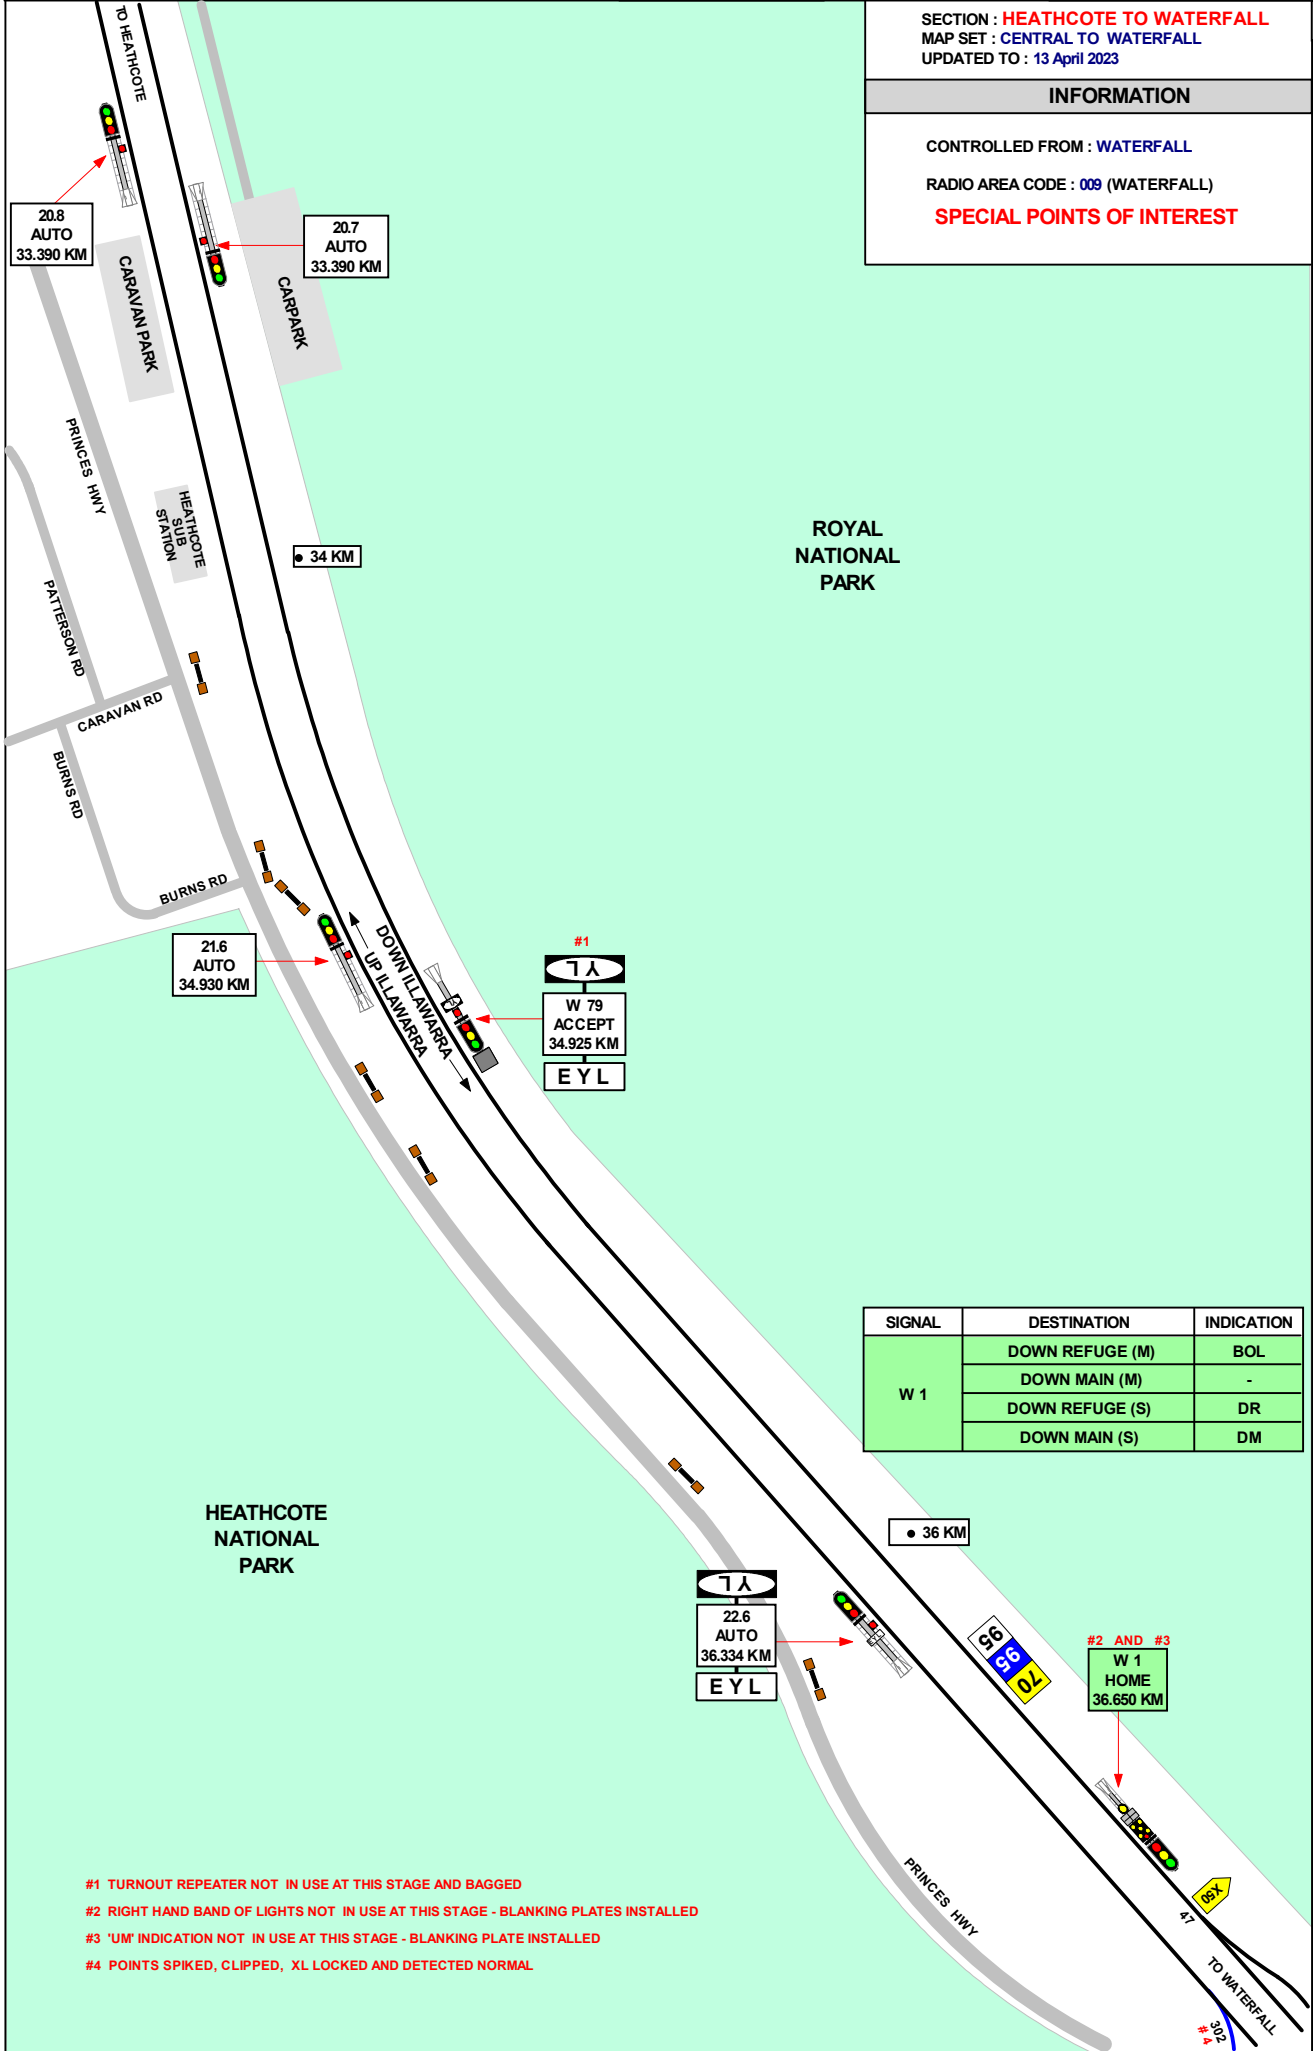 SECTION : HEATHCOTE TO WATERFALL
MAP SET : CENTRAL TO WATERFALL
UPDATED TO : 13 April 2023
INFORMATION
CONTROLLED FROM : WATERFALL
RADIO AREA CODE : 009 (WATERFALL)
SPECIAL POINTS OF INTEREST
TO HEATHCOTE
20.8
AUTO
33.390 KM
20.7
AUTO
33.390 KM
CARAVAN PARK
CARPARK
PRINCES HWY
HEATHCOTE
SUB
STATION
34 KM
ROYAL
NATIONAL
PARK
PATTERSON RD
CARAVAN RD
BURNS RD
BURNS RD
21.6
AUTO
34.930 KM
DOWN ILLAWARRA
UP ILLAWARRA
#1
YL
W 79
ACCEPT
34.925 KM
E Y L
SIGNAL DESTINATION INDICATION
W 1
DOWN REFUGE (M) BOL
DOWN MAIN (M) -
DOWN REFUGE (S) DR
DOWN MAIN (S) DM
HEATHCOTE
NATIONAL
PARK
36 KM
YL
22.6
AUTO
36.334 KM
E Y L
95
95
70
#2 AND #3
W 1
HOME
36.650 KM
X50
47
PRINCES HWY
TO WATERFALL
302
#4
#1 TURNOUT REPEATER NOT IN USE AT THIS STAGE AND BAGGED
#2 RIGHT HAND BAND OF LIGHTS NOT IN USE AT THIS STAGE - BLANKING PLATES INSTALLED
#3 'UM' INDICATION NOT IN USE AT THIS STAGE - BLANKING PLATE INSTALLED
#4 POINTS SPIKED, CLIPPED, XL LOCKED AND DETECTED NORMAL